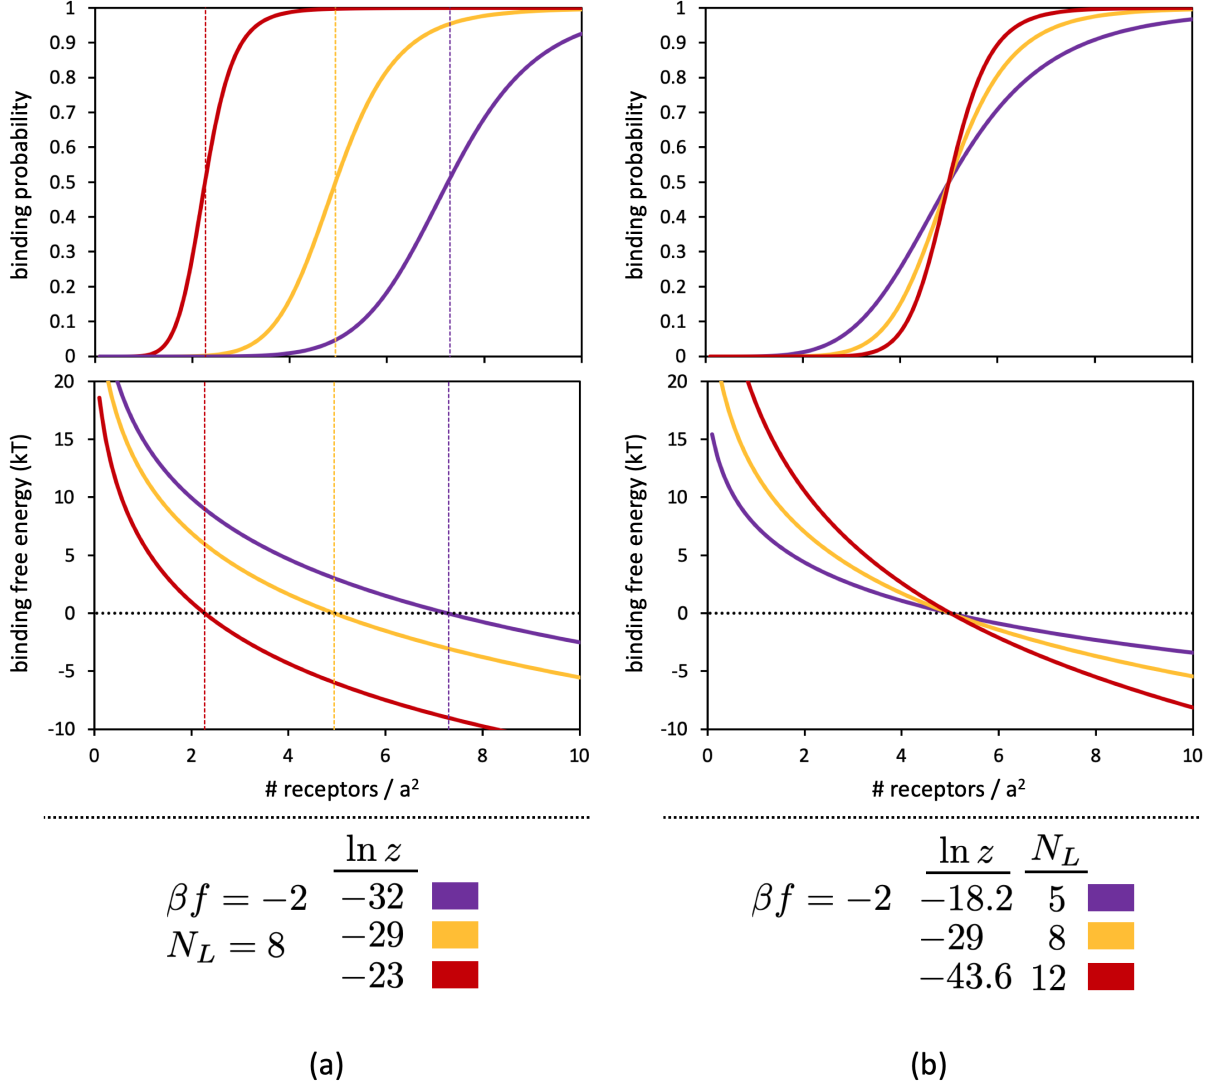 1
0.9
0.8
0.7
0.6
0.5
0.4
0.3
0.2
0.1
0
binding probability
20
15
10
5
0
-5
-10
binding free energy (kT)
0 2 4 6 8 10
# receptors / a²
ln z
βf = −2
N_L = 8
−32
−29
−23
(a)
1
0.9
0.8
0.7
0.6
0.5
0.4
0.3
0.2
0.1
0
binding probability
20
15
10
5
0
-5
-10
binding free energy (kT)
0 2 4 6 8 10
# receptors / a²
ln z N_L
βf = −2 −18.2 5
−29 8
−43.6 12
(b)